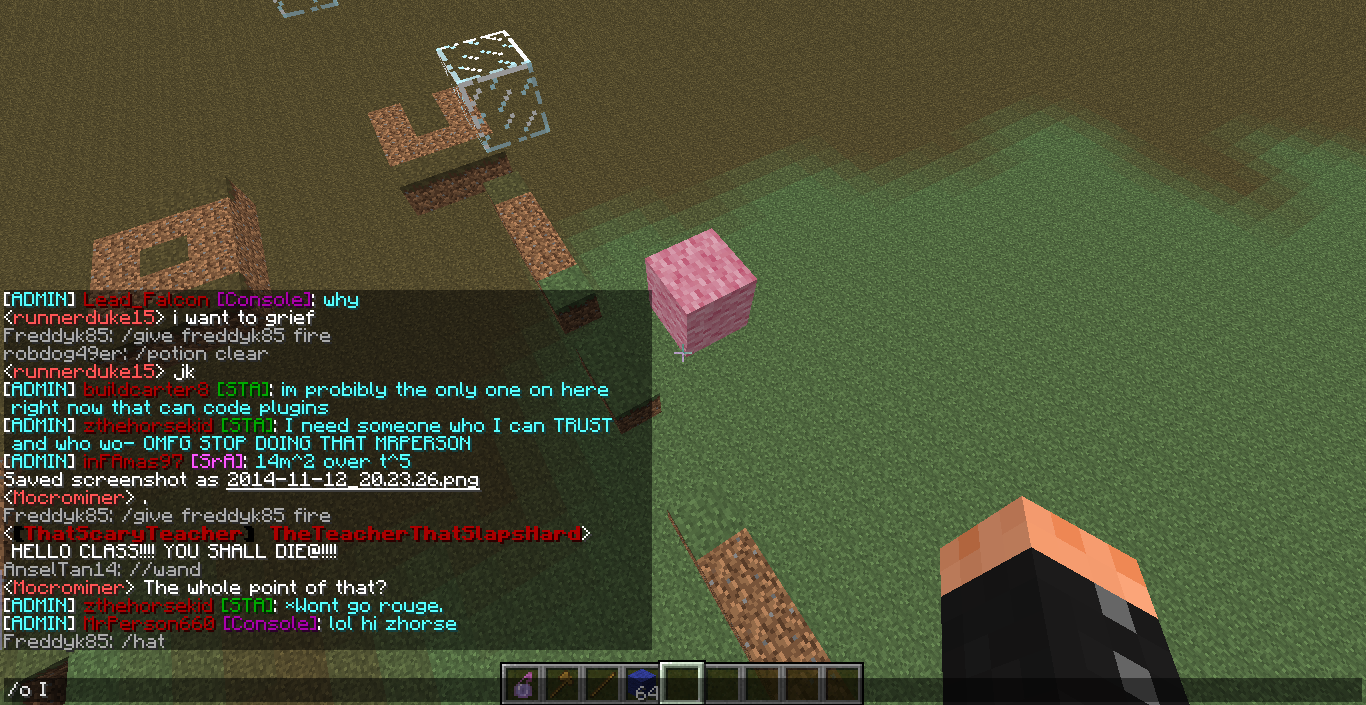 [ADMIN] Lead_Falcon [Console]: why
<runnerduke15> i want to grief
Freddyk85: /give freddyk85 fire
robdog49er: /potion clear
<runnerduke15> jk
[ADMIN] buildcarter8 [STA]: im probibly the only one on here
right now that can code plugins
[ADMIN] zthehorsekid [STA]: I need someone who I can TRUST
and who wo- OMFG STOP DOING THAT MRPERSON
[ADMIN] inFAmas97 [SrA]: 14m^2 over t^5
Saved screenshot as 2014-11-12_20.23.26.png
<Mocrominer> .
Freddyk85: /give freddyk85 fire
<[ThatScaryTeacher] TheTeacherThatSlapsHard>
HELLO CLASS!!!! YOU SHALL DIE@!!!!
AnselTan14: //wand
<Mocrominer> The whole point of that?
[ADMIN] zthehorsekid [STA]: *Wont go rouge.
[ADMIN] MrPerson660 [Console]: lol hi zhorse
Freddyk85: /hat
64
/o I